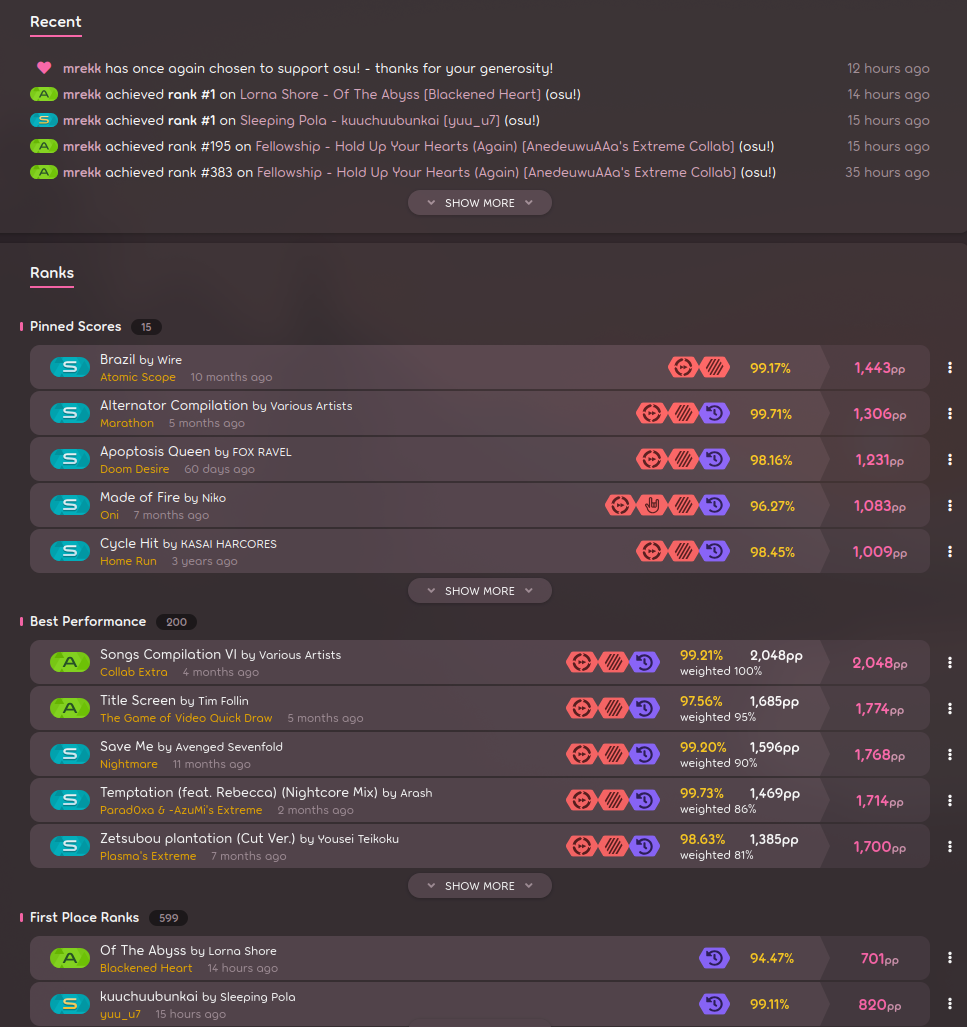 Recent
mrekk has once again chosen to support osu! - thanks for your generosity! 12 hours ago
A mrekk achieved rank #1 on Lorna Shore - Of The Abyss [Blackened Heart] (osu!) 14 hours ago
S mrekk achieved rank #1 on Sleeping Pola - kuuchuubunkai [yuu_u7] (osu!) 15 hours ago
A mrekk achieved rank #195 on Fellowship - Hold Up Your Hearts (Again) [AnedeuwuAAa's Extreme Collab] (osu!) 15 hours ago
A mrekk achieved rank #383 on Fellowship - Hold Up Your Hearts (Again) [AnedeuwuAAa's Extreme Collab] (osu!) 35 hours ago
SHOW MORE
Ranks
Pinned Scores 15
S Brazil by Wire 99.17% 1,443pp
Atomic Scope 10 months ago
S Alternator Compilation by Various Artists 99.71% 1,306pp
Marathon 5 months ago
S Apoptosis Queen by FOX RAVEL 98.16% 1,231pp
Doom Desire 60 days ago
S Made of Fire by Niko 96.27% 1,083pp
Oni 7 months ago
S Cycle Hit by KASAI HARCORES 98.45% 1,009pp
Home Run 3 years ago
SHOW MORE
Best Performance 200
A Songs Compilation VI by Various Artists 99.21% 2,048pp 2,048pp
Collab Extra 4 months ago weighted 100%
A Title Screen by Tim Follin 97.56% 1,685pp 1,774pp
The Game of Video Quick Draw 5 months ago weighted 95%
S Save Me by Avenged Sevenfold 99.20% 1,596pp 1,768pp
Nightmare 11 months ago weighted 90%
S Temptation (feat. Rebecca) (Nightcore Mix) by Arash 99.73% 1,469pp 1,714pp
Parad0xa & -AzuMi's Extreme 2 months ago weighted 86%
S Zetsubou plantation (Cut Ver.) by Yousei Teikoku 98.63% 1,385pp 1,700pp
Plasma's Extreme 7 months ago weighted 81%
SHOW MORE
First Place Ranks 599
A Of The Abyss by Lorna Shore 94.47% 701pp
Blackened Heart 14 hours ago
S kuuchuubunkai by Sleeping Pola 99.11% 820pp
yuu_u7 15 hours ago